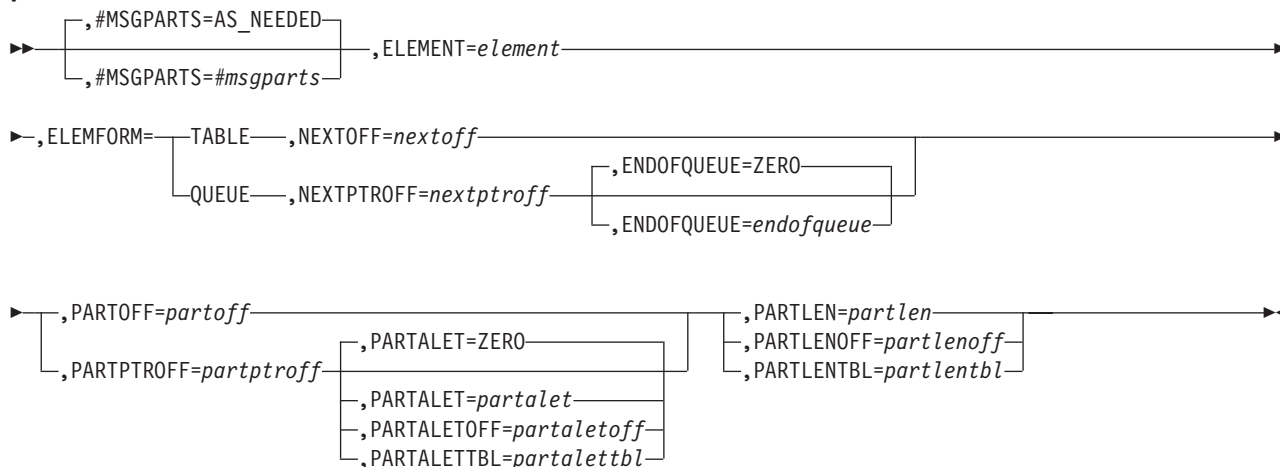 ,#MSGPARTS=AS_NEEDED
,ELEMENT=element
,#MSGPARTS=#msgparts
,ELEMFORM= TABLE ,NEXTOFF=nextoff
,ENDOFQUEUE=ZERO
QUEUE ,NEXTPTROFF=nextptroff
,ENDOFQUEUE=endofqueue
,PARTOFF=partoff ,PARTLEN=partlen
,PARTALET=ZERO ,PARTLENOFF=partlenoff
,PARTPTROFF=partptroff ,PARTLENTBL=partlentbl
,PARTALET=partalet
,PARTALETOFF=partaletoff
,PARTALETTBL=partalettbl